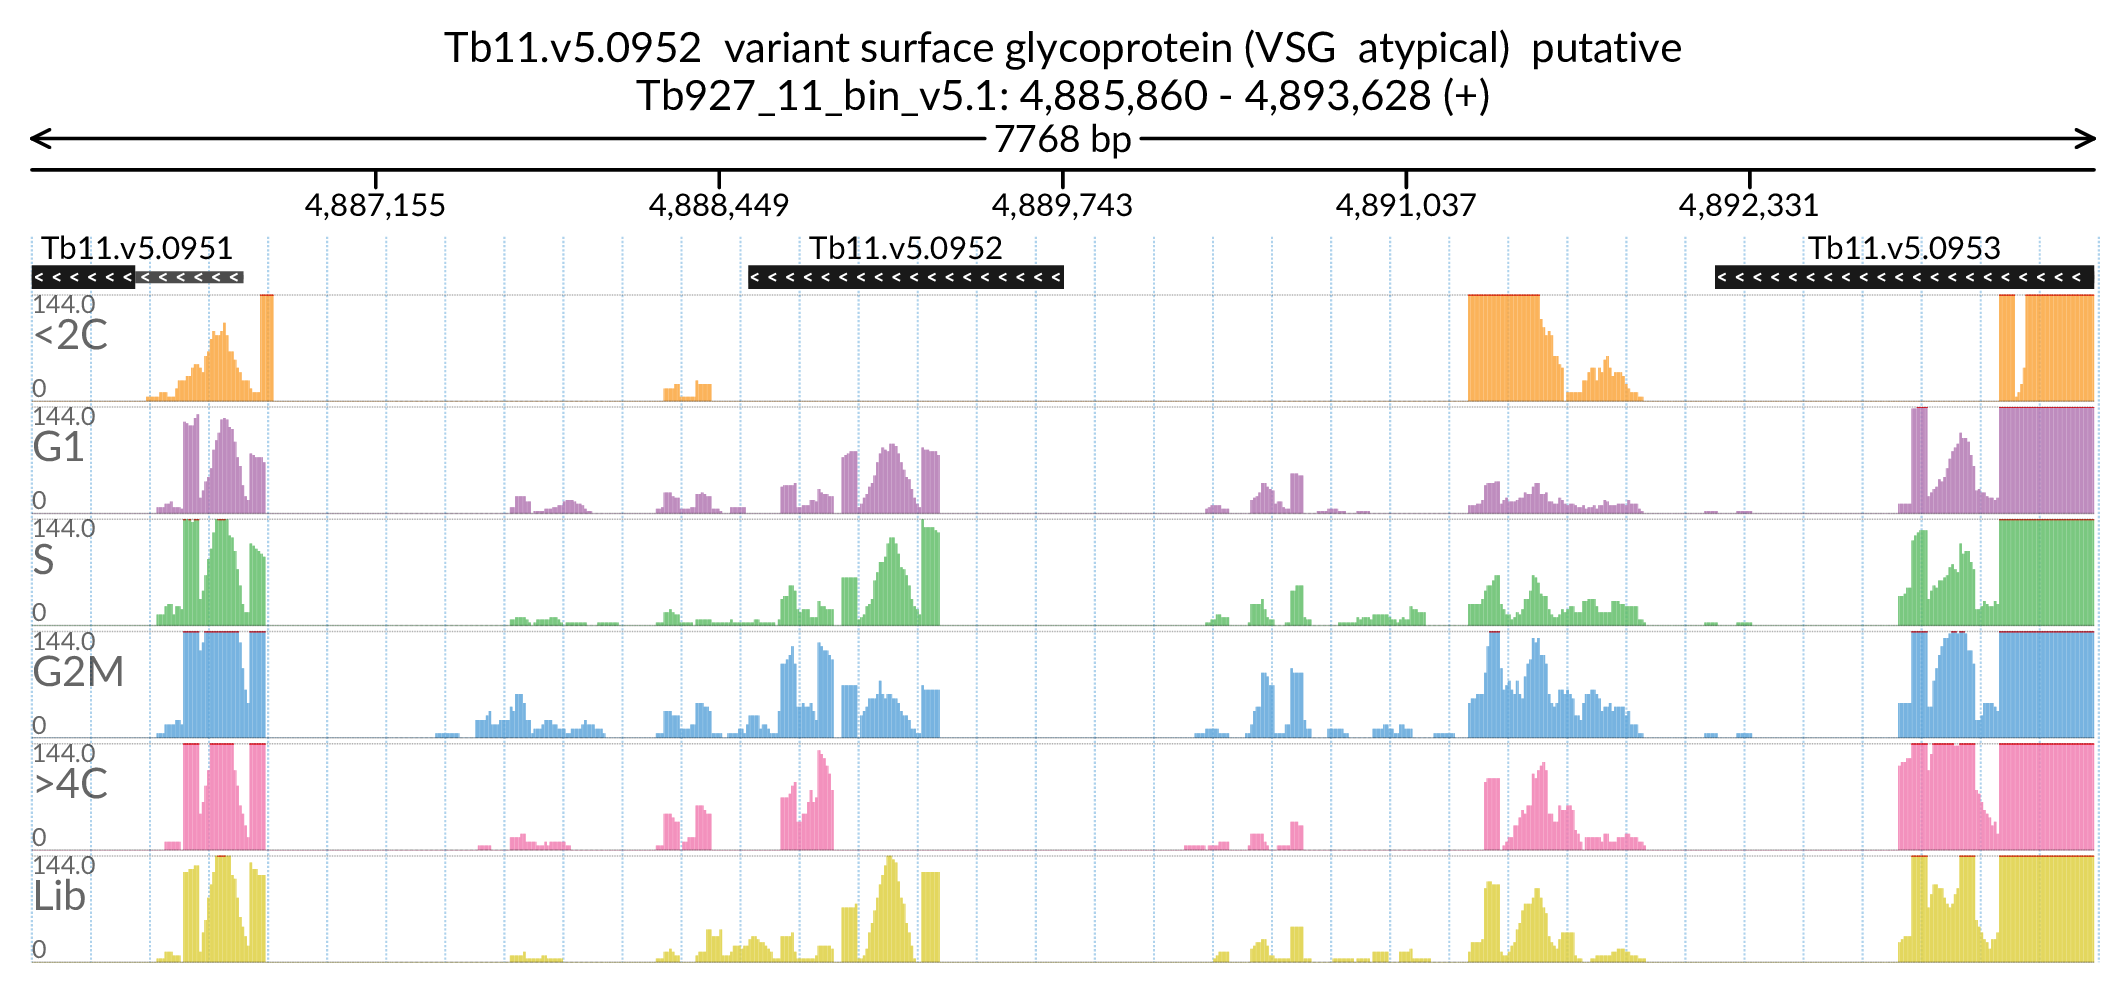 Tb11.v5.0952  variant surface glycoprotein (VSG  atypical)  putative
Tb927_11_bin_v5.1: 4,885,860 - 4,893,628 (+)
7768 bp
4,887,155 4,888,449 4,889,743 4,891,037 4,892,331
Tb11.v5.0951 Tb11.v5.0952 Tb11.v5.0953
144.0
<2C
0
144.0
G1
0
144.0
S
0
144.0
G2M
0
144.0
>4C
0
144.0
Lib
0